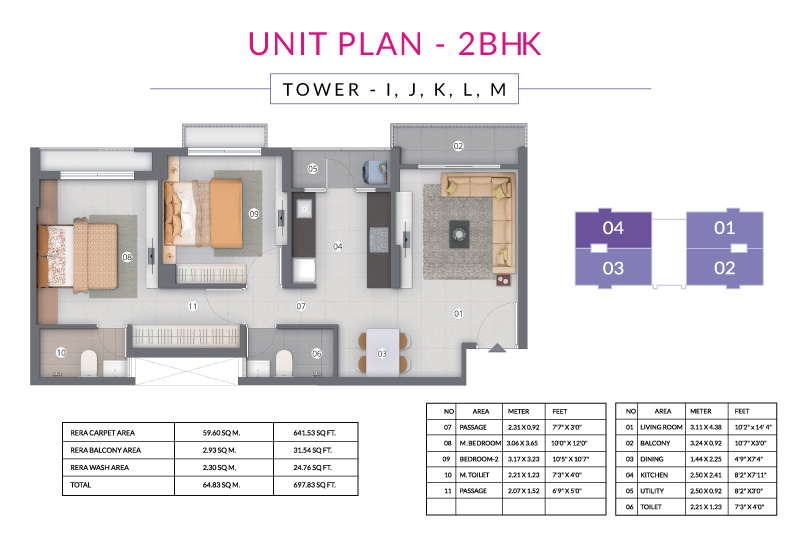 UNIT PLAN - 2BHK
TOWER - I, J, K, L, M
02
05
09
04
08
11
07
01
10
06
03
04 01
03 02
RERA CARPET AREA 59.60 SQ M. 641.53 SQ FT.
RERA BALCONY AREA 2.93 SQ M. 31.54 SQ FT.
RERA WASH AREA 2.30 SQ M. 24.76 SQ FT.
TOTAL 64.83 SQ M. 697.83 SQ FT.
NO AREA METER FEET
07 PASSAGE 2.31 X 0.92 7'7" X 3'0"
08 M. BEDROOM 3.06 X 3.65 10'0" X 12'0"
09 BEDROOM-2 3.17 X 3.23 10'5" X 10'7"
10 M. TOILET 2.21 X 1.23 7'3" X 4'0"
11 PASSAGE 2.07 X 1.52 6'9" X 5'0"
NO AREA METER FEET
01 LIVING ROOM 3.11 X 4.38 10'2" x 14' 4"
02 BALCONY 3.24 X 0.92 10'7" X3'0"
03 DINING 1.44 X 2.25 4'9" X7'4"
04 KITCHEN 2.50 X 2.41 8'2" X7'11"
05 UTILITY 2.50 X 0.92 8'2" X3'0"
06 TOILET 2.21 X 1.23 7'3" X 4'0"